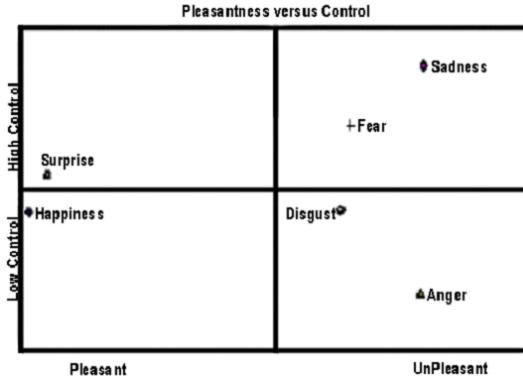 Pleasantness versus Control
High Control
Low Control
Sadness
Fear
Surprise
Happiness
Disgust
Anger
Pleasant
UnPleasant